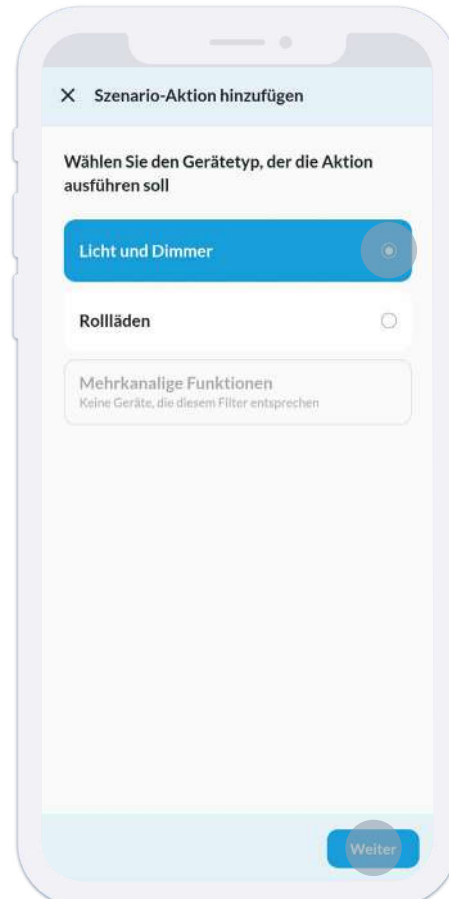 Szenario-Aktion hinzufügen
Wählen Sie den Gerätetyp, der die Aktion
ausführen soll
Licht und Dimmer
Rollläden
Mehrkanalige Funktionen
Keine Geräte, die diesem Filter entsprechen
Weiter